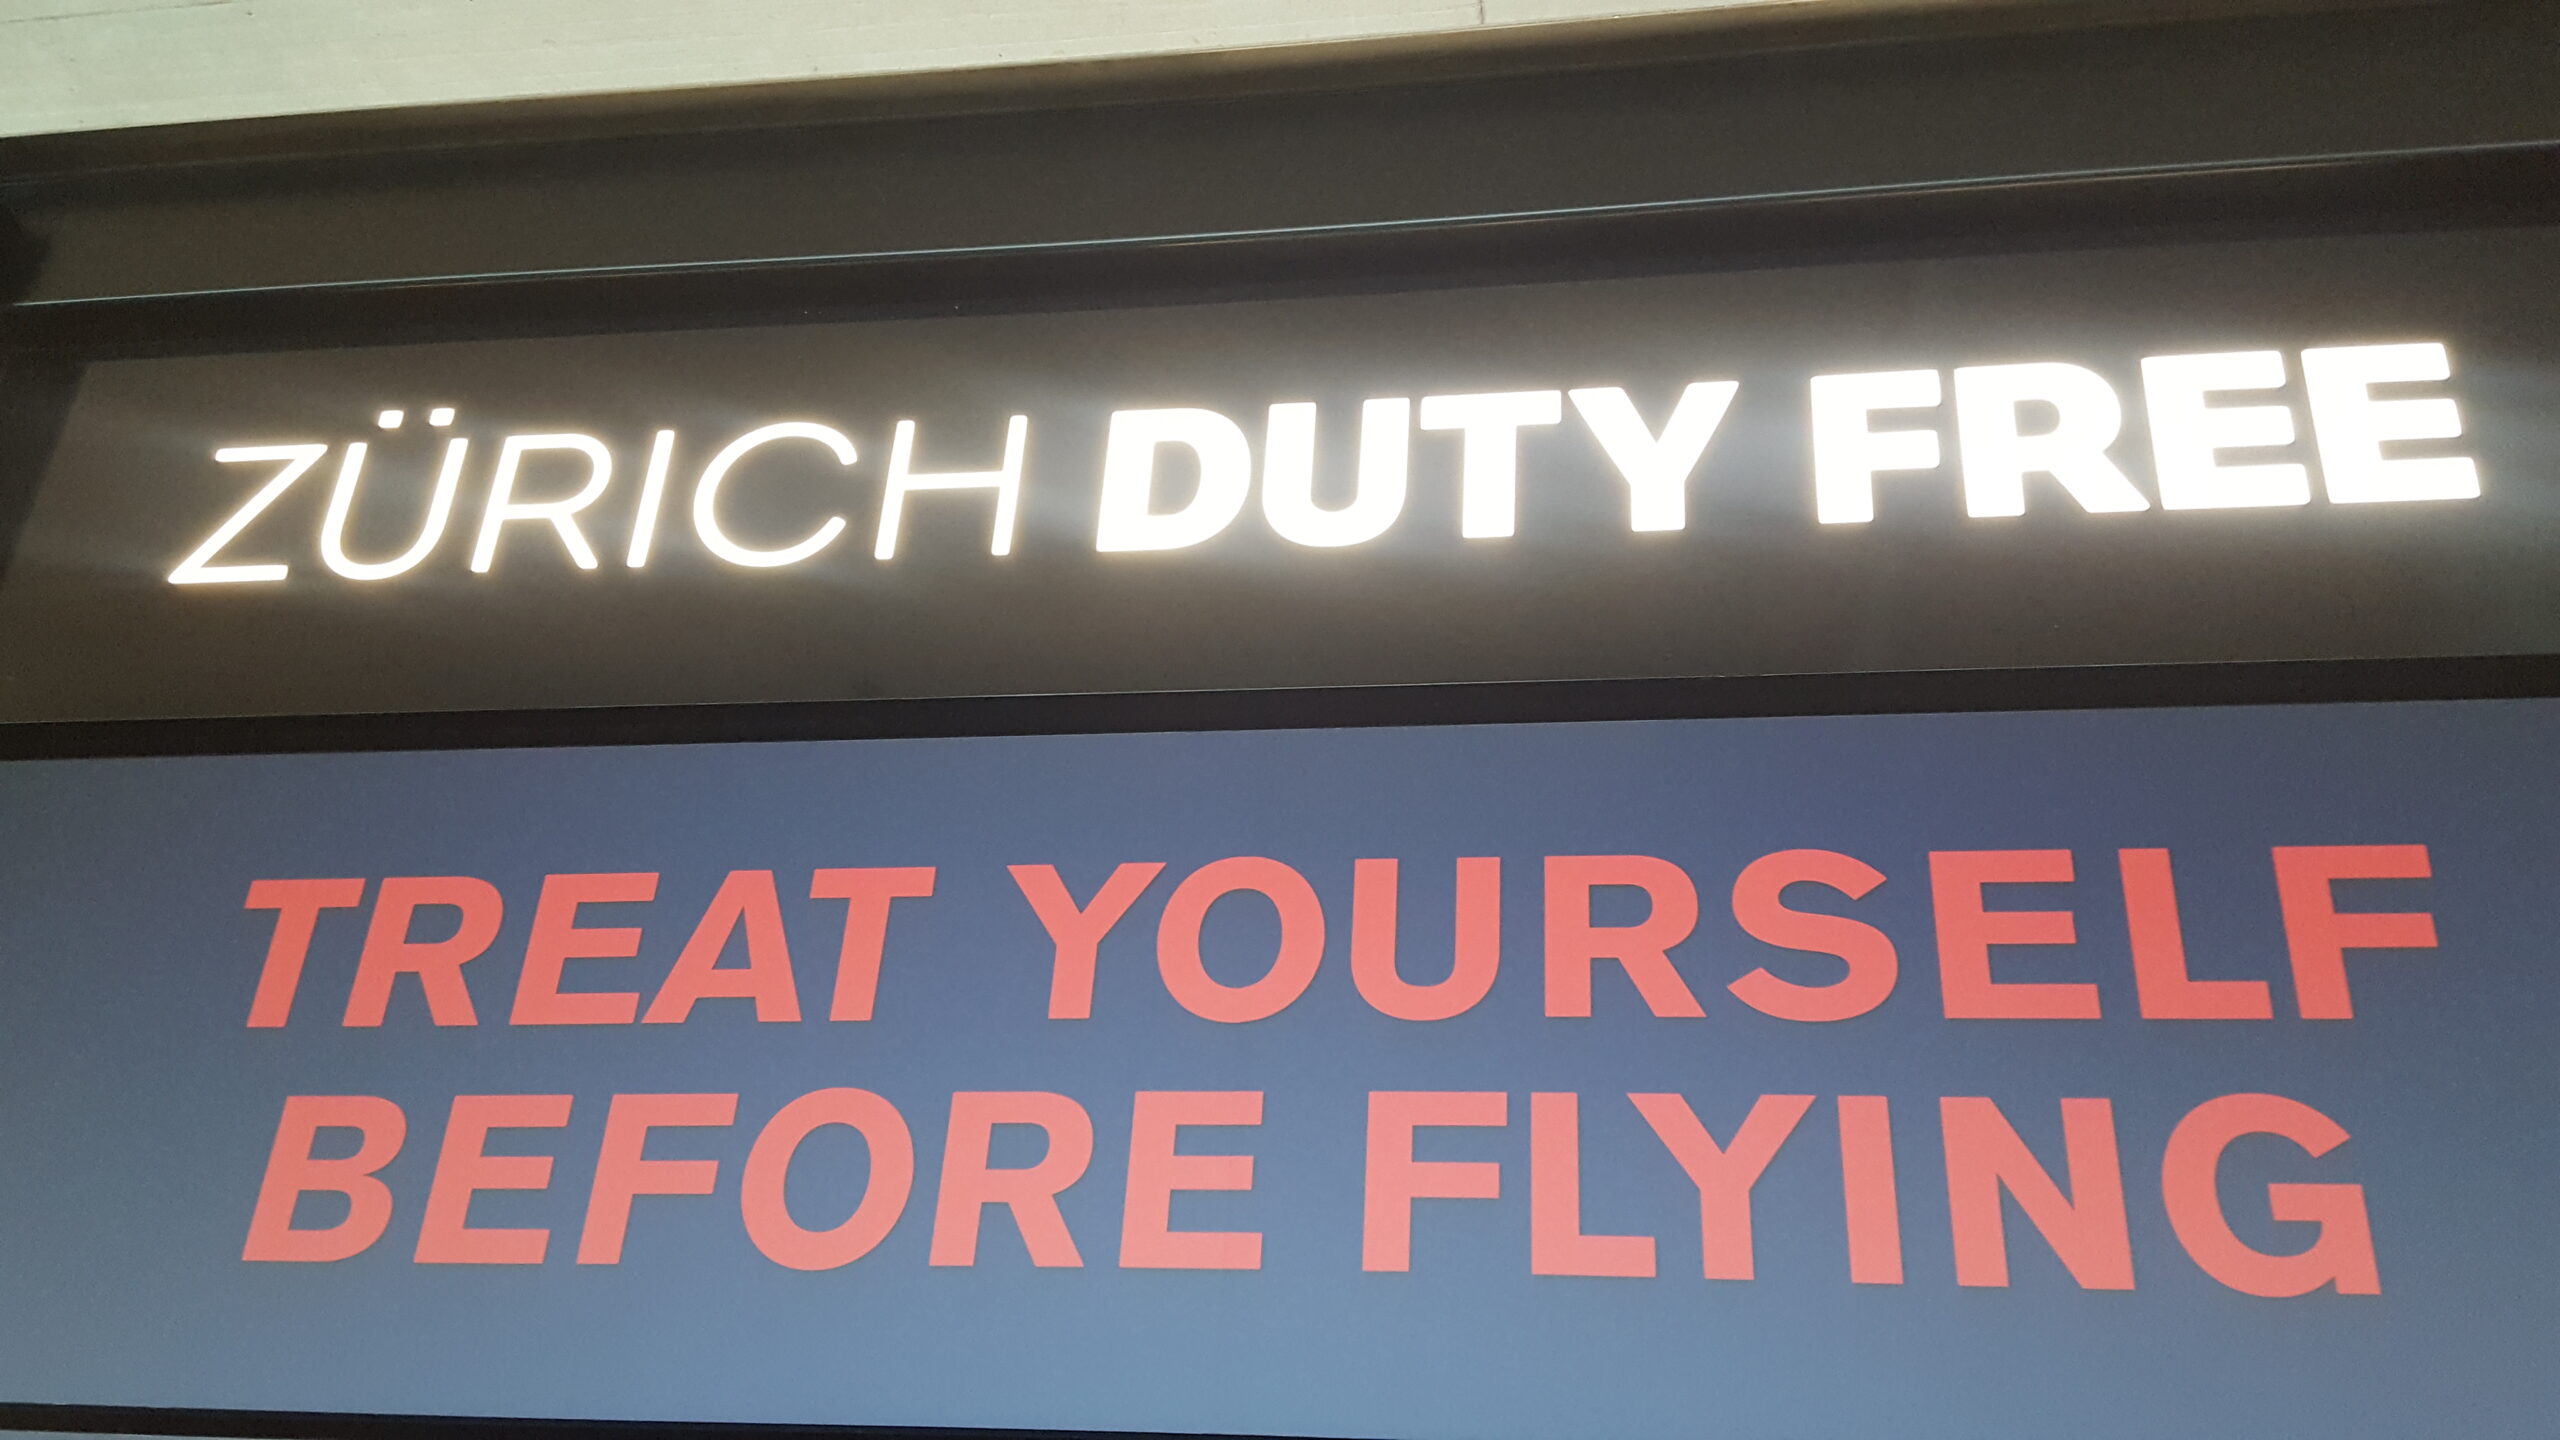 ZÜRICH DUTY FREE
TREAT YOURSELF
BEFORE FLYING